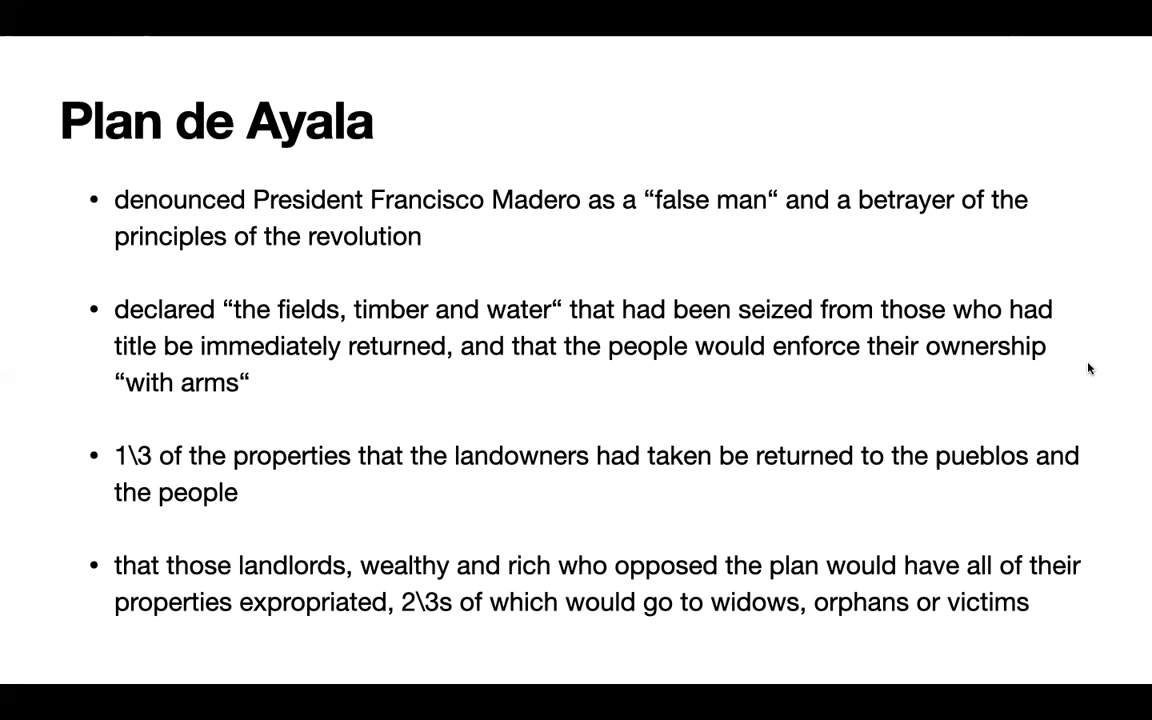 Plan de Ayala
• denounced President Francisco Madero as a “false man“ and a betrayer of the
principles of the revolution
• declared “the fields, timber and water“ that had been seized from those who had
title be immediately returned, and that the people would enforce their ownership
“with arms“
• 1\3 of the properties that the landowners had taken be returned to the pueblos and
the people
• that those landlords, wealthy and rich who opposed the plan would have all of their
properties expropriated, 2\3s of which would go to widows, orphans or victims